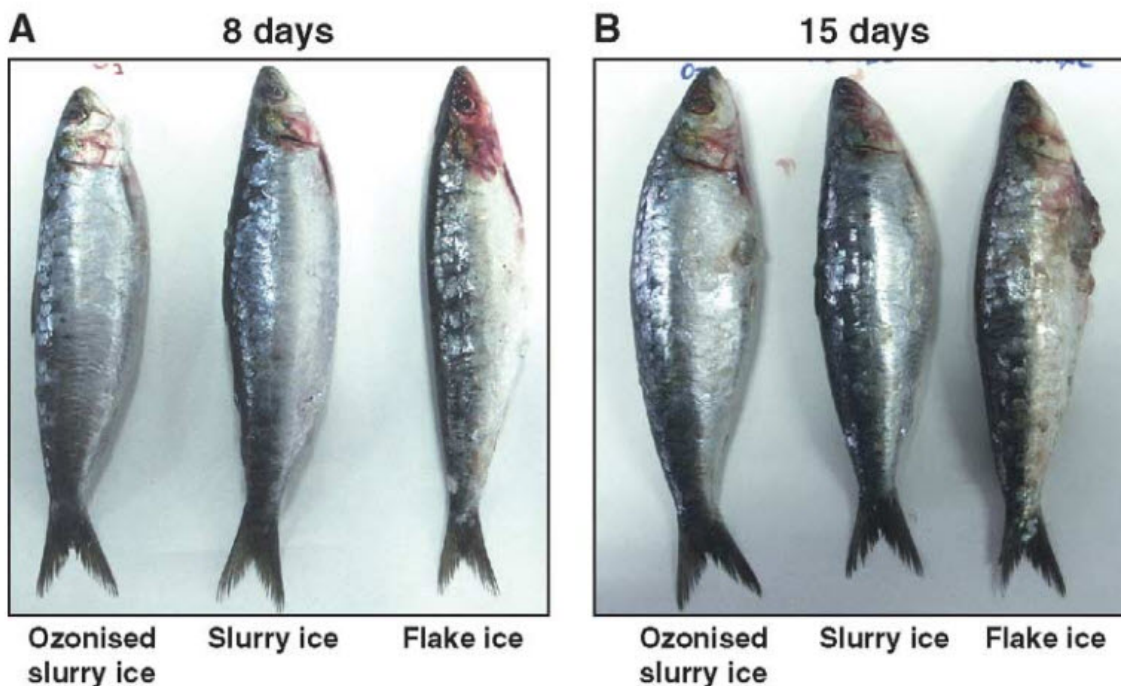 A
8 days
B
15 days
Ozonised
slurry ice
Slurry ice
Flake ice
Ozonised
slurry ice
Slurry ice
Flake ice